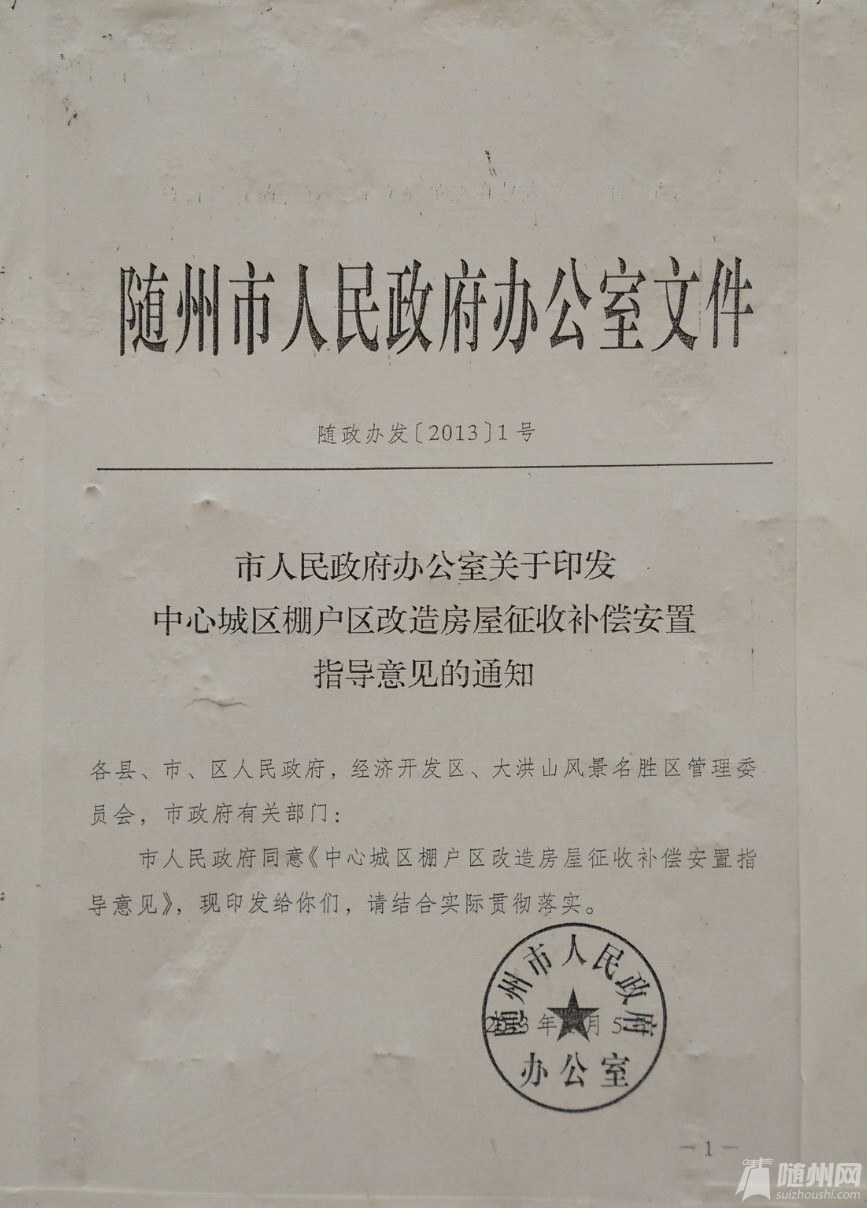 随州市人民政府办公室文件
随政办发〔2013〕1号
市人民政府办公室关于印发
中心城区棚户区改造房屋征收补偿安置
指导意见的通知
各县、市、区人民政府，经济开发区、大洪山风景名胜区管理委
员会，市政府有关部门：
市人民政府同意《中心城区棚户区改造房屋征收补偿安置指
导意见》，现印发给你们，请结合实际贯彻落实。
随州市人民政府
年 月5
办公室
—1—
随州网
suizhoushi.com